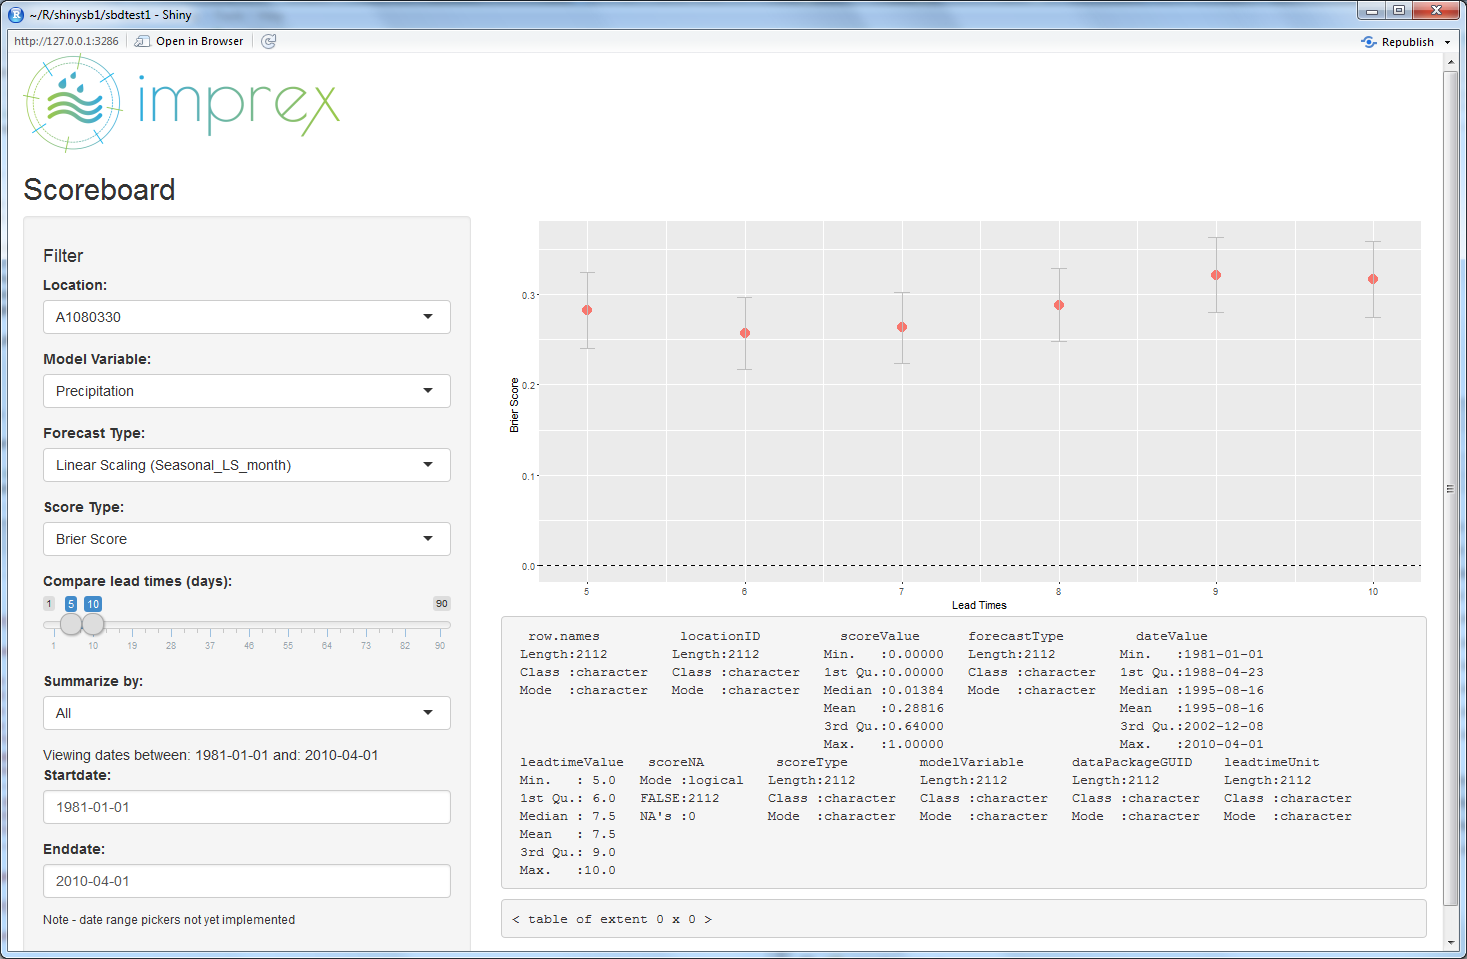 ~/R/shinysb1/sbdtest1 - Shiny
http://127.0.0.1:3286 Open in Browser Republish
imprex
Scoreboard
Filter
Location:
A1080330
Model Variable:
Precipitation
Forecast Type:
Linear Scaling (Seasonal_LS_month)
Score Type:
Brier Score
Compare lead times (days):
1 5 10 90
1 10 19 28 37 46 55 64 73 82 90
Summarize by:
All
Viewing dates between: 1981-01-01 and: 2010-04-01
Startdate:
1981-01-01
Enddate:
2010-04-01
Note - date range pickers not yet implemented
Brier Score
0.3
0.2
0.1
0.0
5 6 7 8 9 10
Lead Times
row.names locationID scoreValue forecastType dateValue
Length:2112 Length:2112 Min. :0.00000 Length:2112 Min. :1981-01-01
Class :character Class :character 1st Qu.:0.00000 Class :character 1st Qu.:1988-04-23
Mode :character Mode :character Median :0.01384 Mode :character Median :1995-08-16
Mean :0.28816 Mean :1995-08-16
3rd Qu.:0.64000 3rd Qu.:2002-12-08
Max. :1.00000 Max. :2010-04-01
leadtimeValue scoreNA scoreType modelVariable dataPackageGUID leadtimeUnit
Min. : 5.0 Mode :logical Length:2112 Length:2112 Length:2112 Length:2112
1st Qu.: 6.0 FALSE:2112 Class :character Class :character Class :character Class :character
Median : 7.5 NA's :0 Mode :character Mode :character Mode :character Mode :character
Mean : 7.5
3rd Qu.: 9.0
Max. :10.0
< table of extent 0 x 0 >